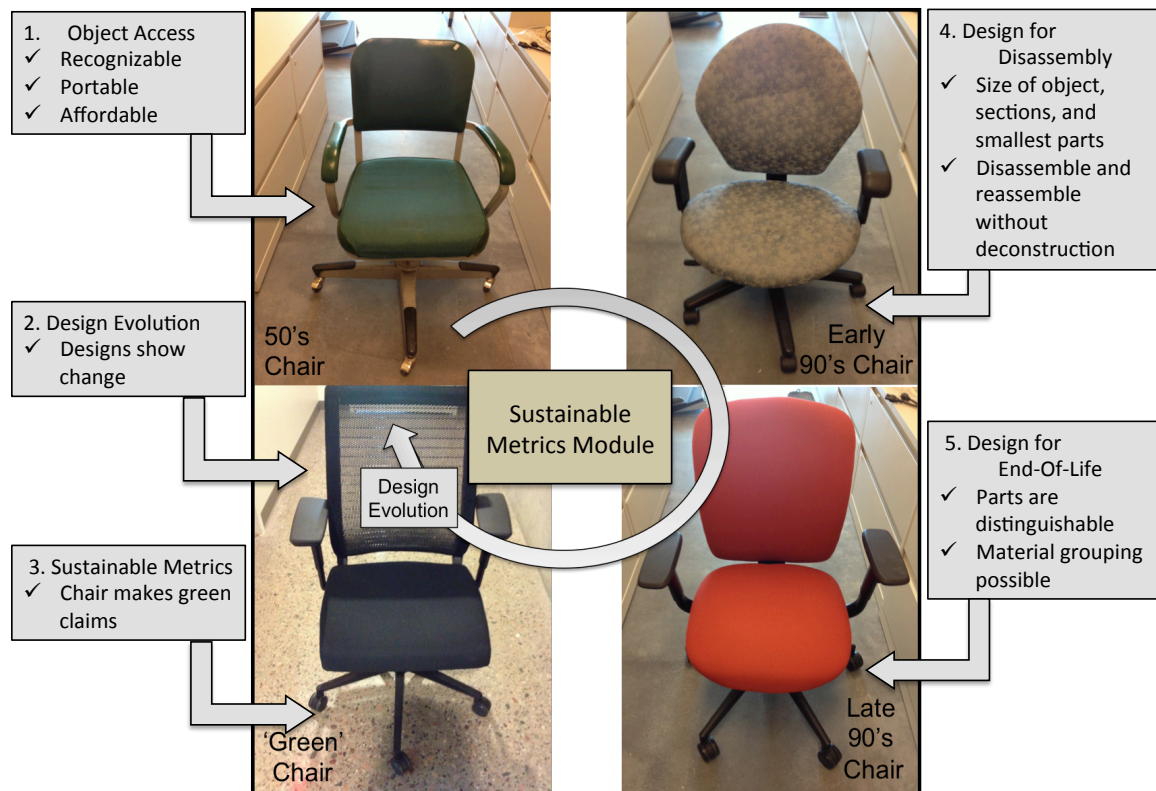 1. Object Access
✓ Recognizable
✓ Portable
✓ Affordable
2. Design Evolution
✓ Designs show
change
3. Sustainable Metrics
✓ Chair makes green
claims
50's
Chair
Early
90's Chair
Sustainable
Metrics Module
Design
Evolution
'Green'
Chair
Late
90's
Chair
4. Design for
Disassembly
✓ Size of object,
sections, and
smallest parts
✓ Disassemble and
reassemble
without
deconstruction
5. Design for
End-Of-Life
✓ Parts are
distinguishable
✓ Material grouping
possible